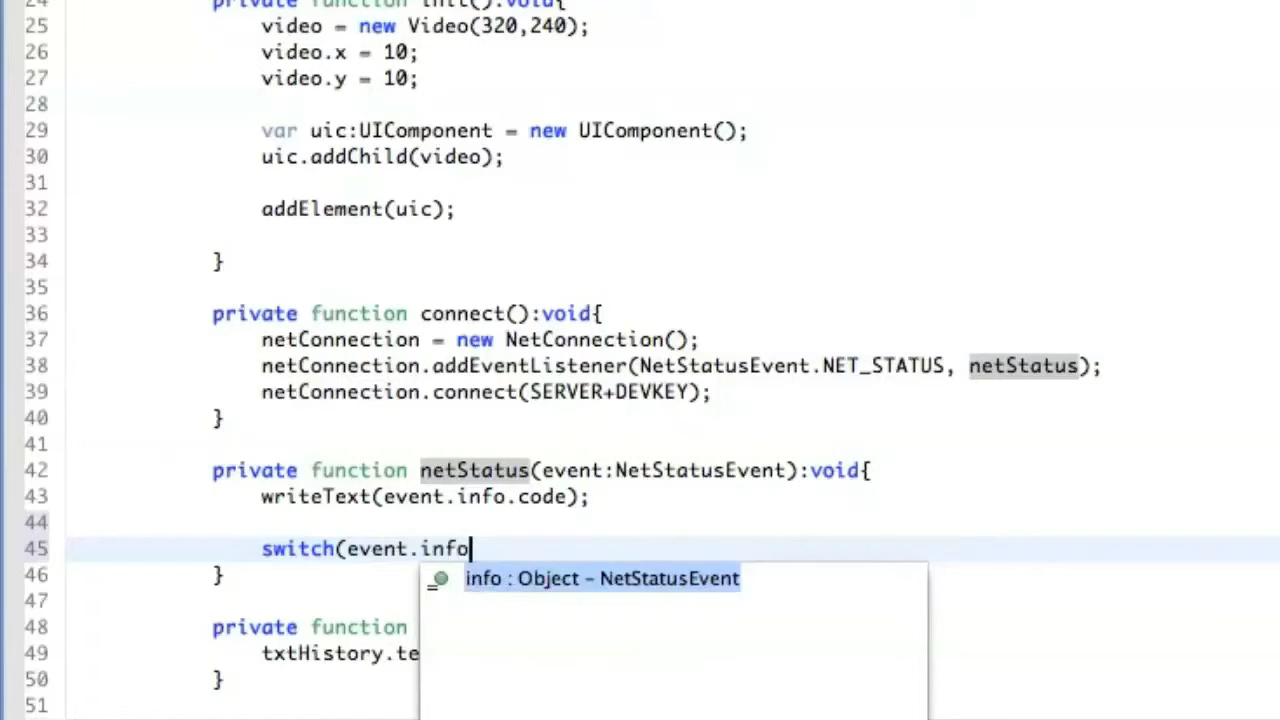 24 private function init():void{
25 video = new Video(320,240);
26 video.x = 10;
27 video.y = 10;
28
29 var uic:UIComponent = new UIComponent();
30 uic.addChild(video);
31
32 addElement(uic);
33
34 }
35
36 private function connect():void{
37 netConnection = new NetConnection();
38 netConnection.addEventListener(NetStatusEvent.NET_STATUS, netStatus);
39 netConnection.connect(SERVER+DEVKEY);
40 }
41
42 private function netStatus(event:NetStatusEvent):void{
43 writeText(event.info.code);
44
45 switch(event.info
46 }
info : Object – NetStatusEvent
47
48 private function
49 txtHistory.te
50 }
51